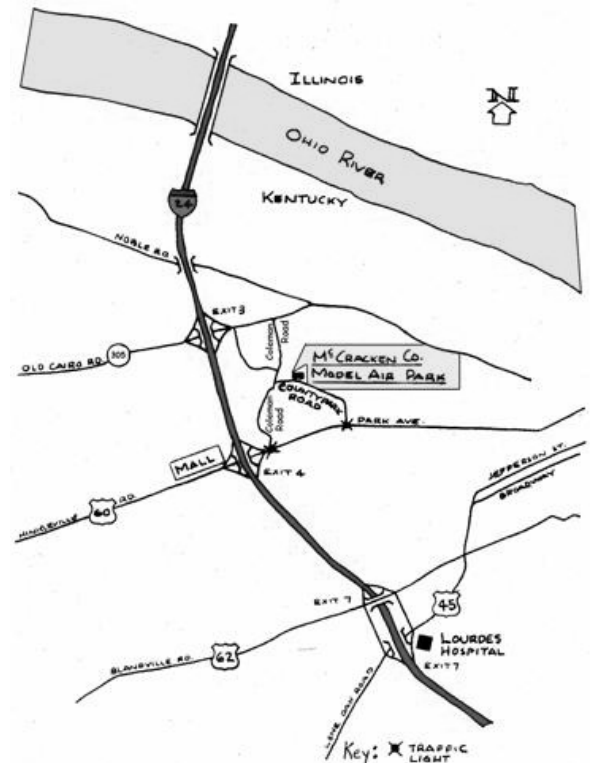 ILLINOIS
N
OHIO RIVER
KENTUCKY
24
NOBLE RD.
EXIT 3
Coleman
Road
OLD CAIRO RD.
305
McCRACKEN CO.
MODEL AIR PARK
COUNTY PARK
ROAD
Coleman
Road
PARK AVE.
MALL
EXIT 4
HINKLEVILLE RD.
60
JEFFERSON ST.
BROADWAY
EXIT 7
45
LOURDES
HOSPITAL
BLANDVILLE RD.
62
EXIT 7
LONE OAK ROAD
Key: TRAFFIC
LIGHT